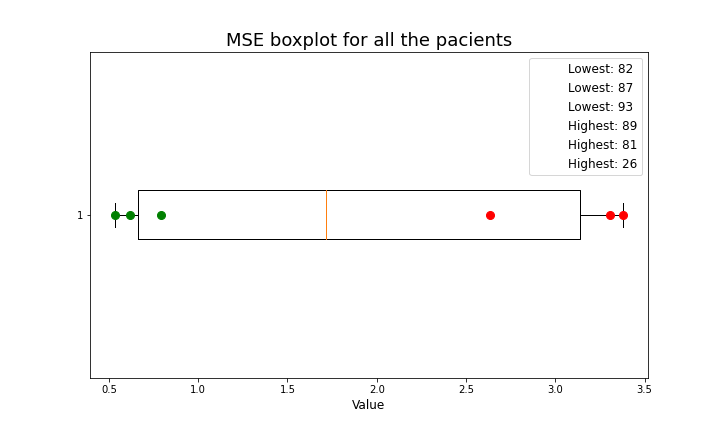 MSE boxplot for all the pacients
Lowest: 82
Lowest: 87
Lowest: 93
Highest: 89
Highest: 81
Highest: 26
1
0.5 1.0 1.5 2.0 2.5 3.0 3.5
Value